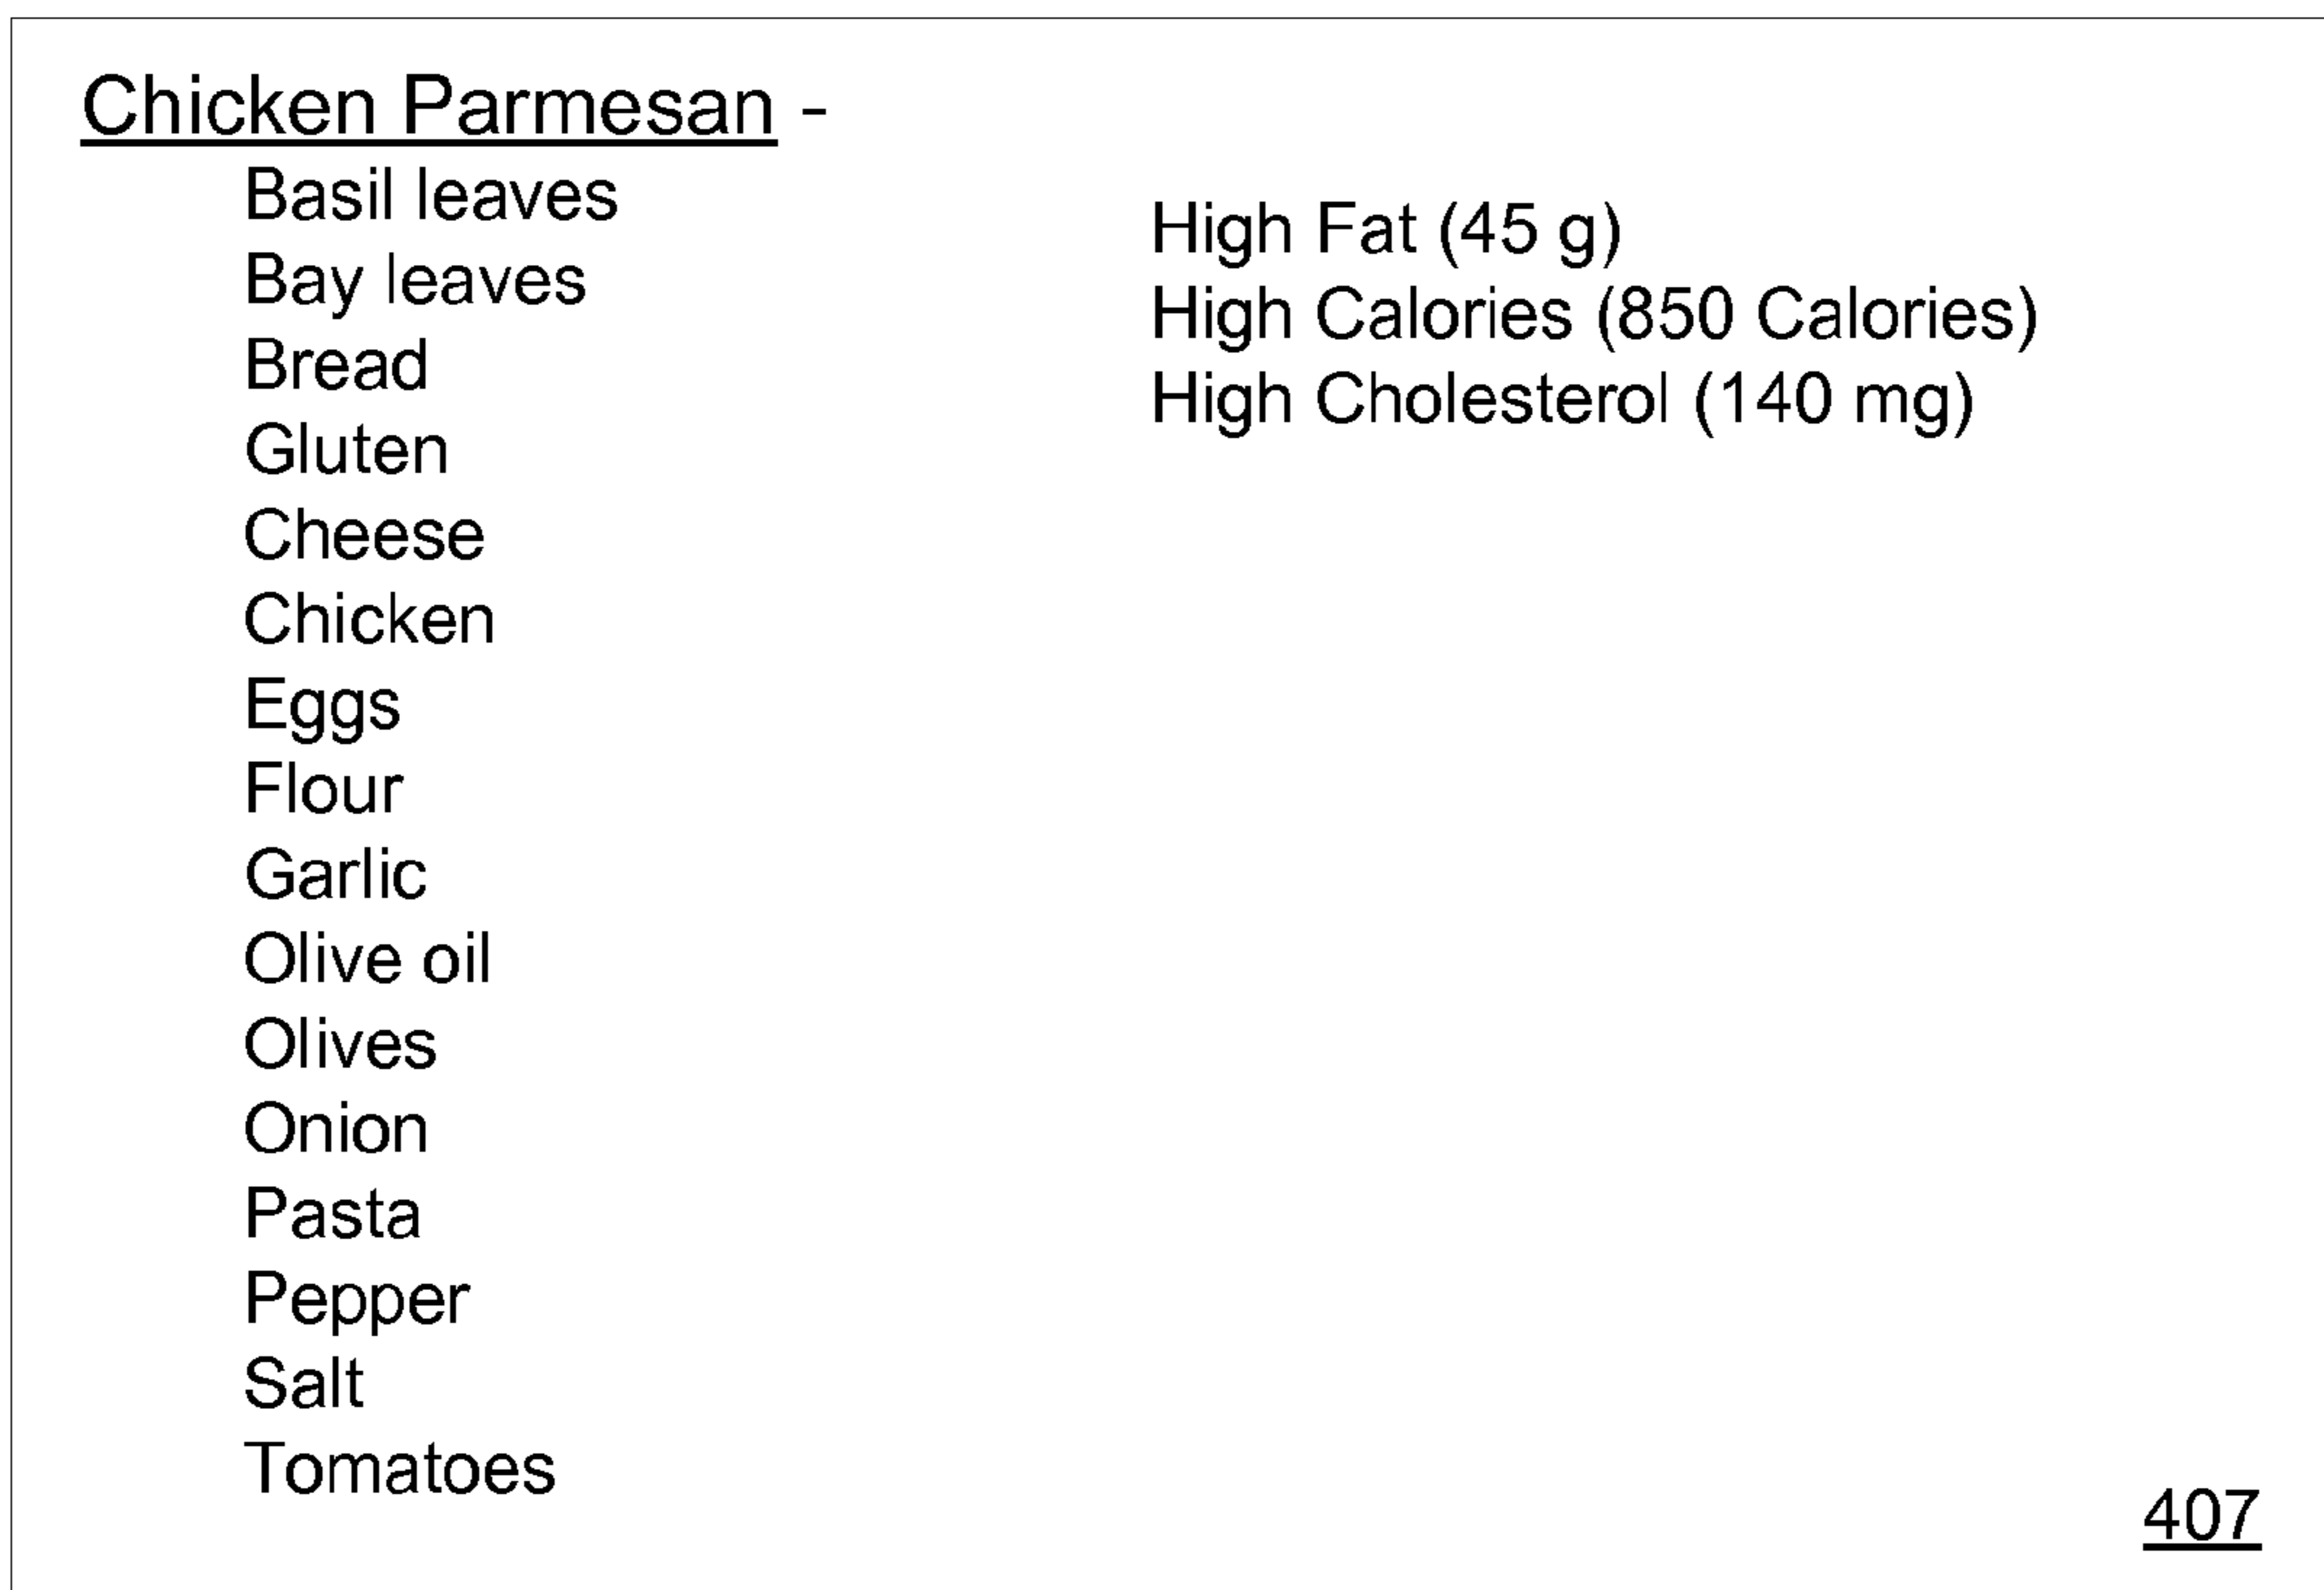 Chicken Parmesan -
Basil leaves
Bay leaves
Bread
Gluten
Cheese
Chicken
Eggs
Flour
Garlic
Olive oil
Olives
Onion
Pasta
Pepper
Salt
Tomatoes
High Fat (45 g)
High Calories (850 Calories)
High Cholesterol (140 mg)
407